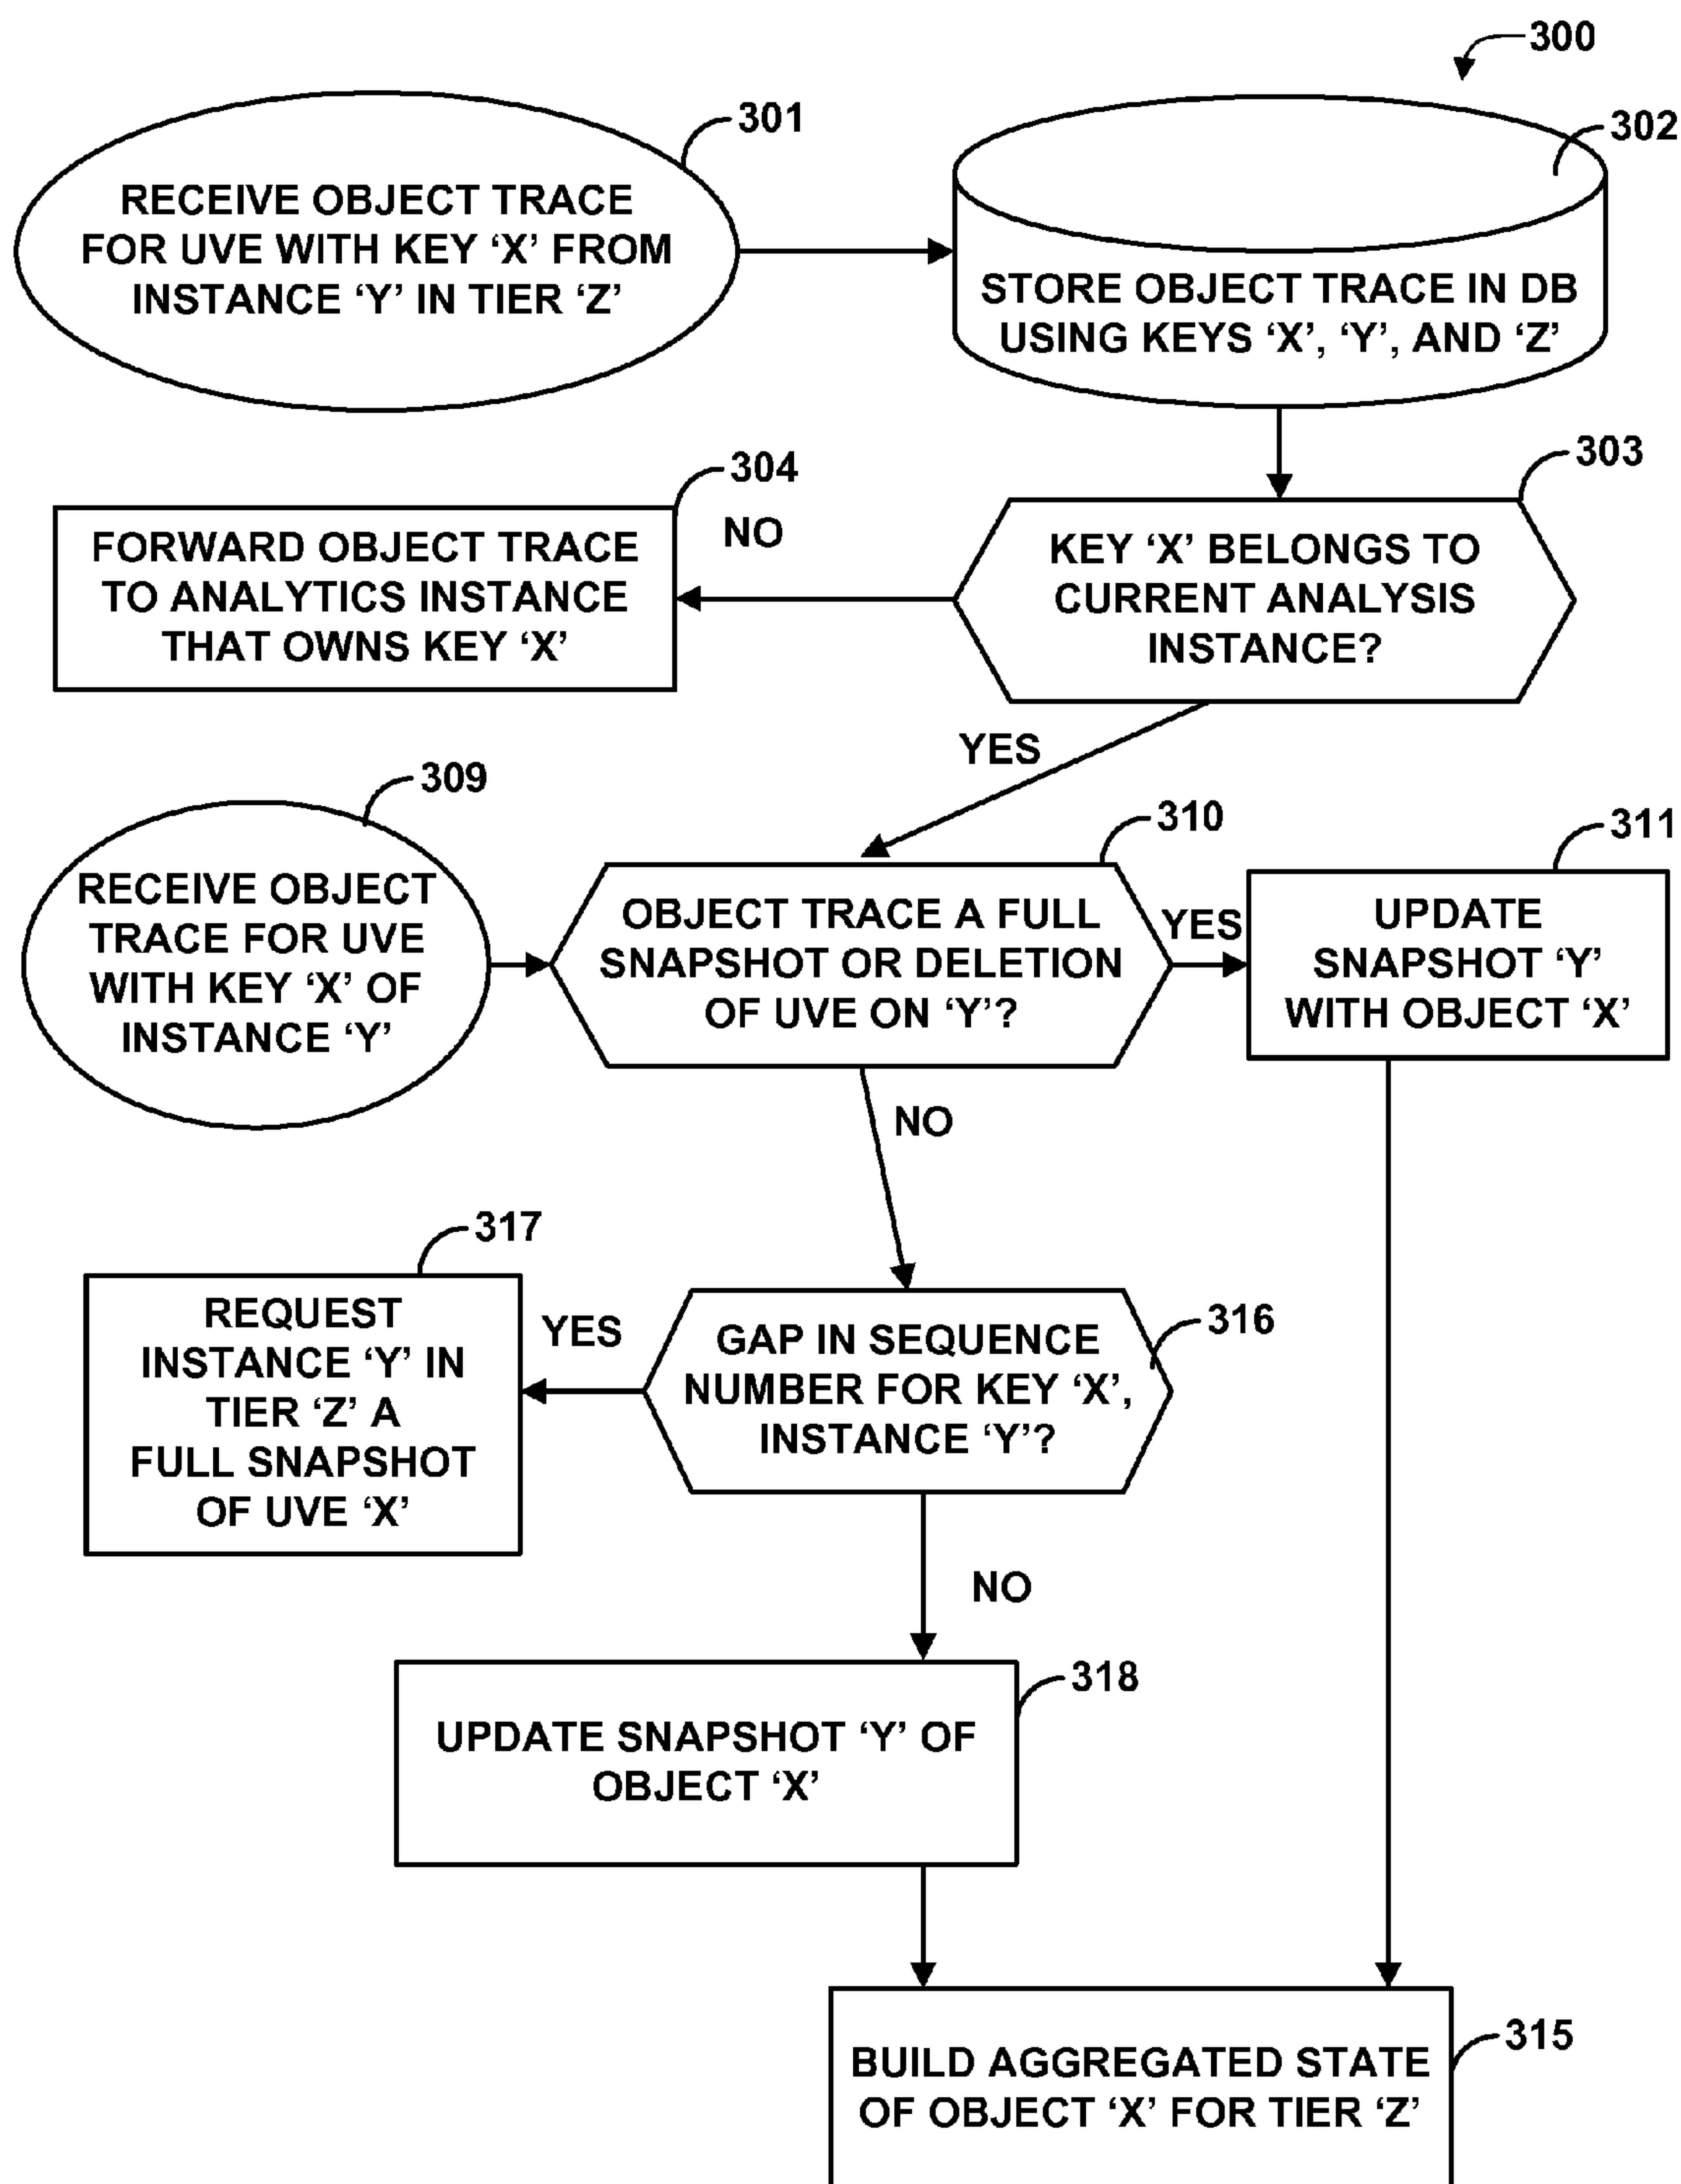 300
301
RECEIVE OBJECT TRACE
FOR UVE WITH KEY ‘X’ FROM
INSTANCE ‘Y’ IN TIER ‘Z’
302
STORE OBJECT TRACE IN DB
USING KEYS ‘X’, ‘Y’, AND ‘Z’
303
KEY ‘X’ BELONGS TO
CURRENT ANALYSIS
INSTANCE?
NO
304
FORWARD OBJECT TRACE
TO ANALYTICS INSTANCE
THAT OWNS KEY ‘X’
YES
309
RECEIVE OBJECT
TRACE FOR UVE
WITH KEY ‘X’ OF
INSTANCE ‘Y’
310
OBJECT TRACE A FULL
SNAPSHOT OR DELETION
OF UVE ON ‘Y’?
YES
311
UPDATE
SNAPSHOT ‘Y’
WITH OBJECT ‘X’
NO
316
GAP IN SEQUENCE
NUMBER FOR KEY ‘X’,
INSTANCE ‘Y’?
YES
317
REQUEST
INSTANCE ‘Y’ IN
TIER ‘Z’ A
FULL SNAPSHOT
OF UVE ‘X’
NO
318
UPDATE SNAPSHOT ‘Y’ OF
OBJECT ‘X’
315
BUILD AGGREGATED STATE
OF OBJECT ‘X’ FOR TIER ‘Z’